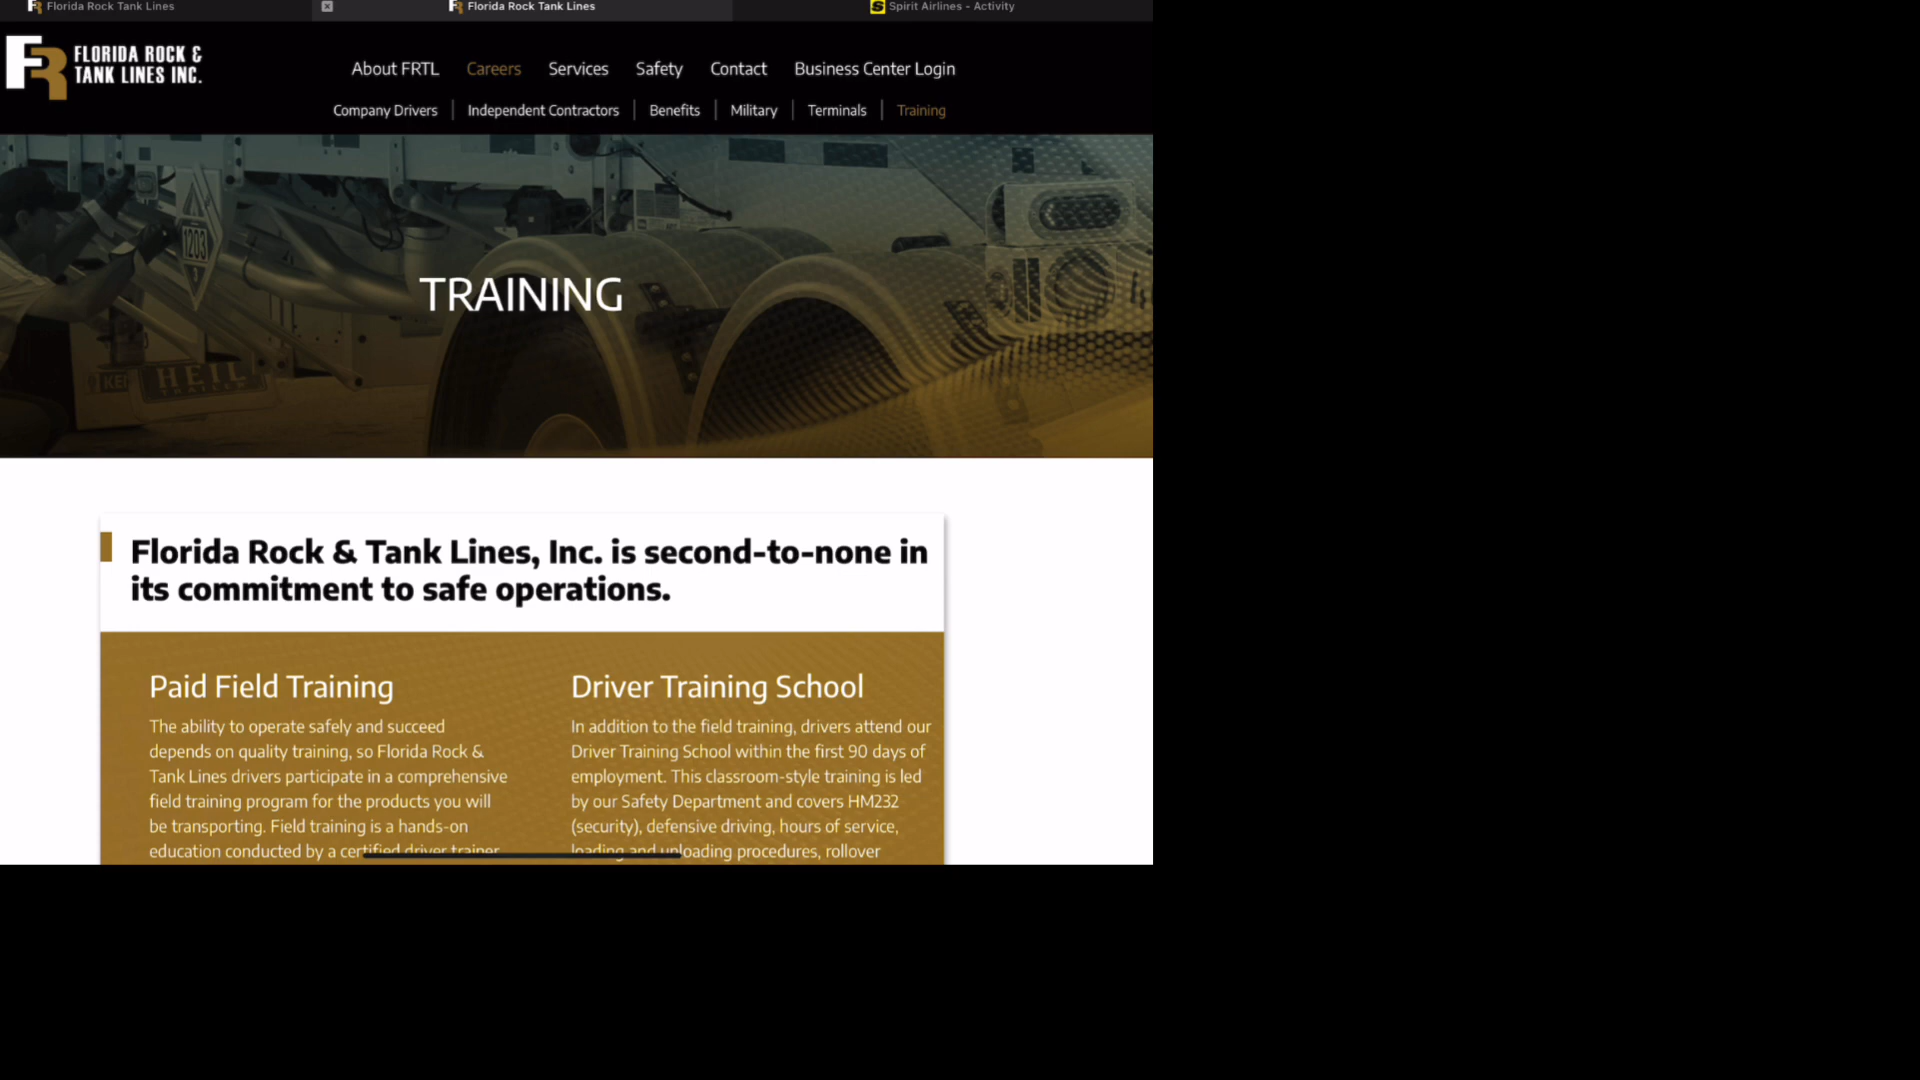 Florida Rock Tank Lines
Florida Rock Tank Lines
Spirit Airlines - Activity
FLORIDA ROCK &
TANK LINES INC.
About FRTL Careers Services Safety Contact Business Center Login
Company Drivers Independent Contractors Benefits Military Terminals Training
1203
3
TRAINING
HEIL
Florida Rock & Tank Lines, Inc. is second-to-none in
its commitment to safe operations.
Paid Field Training
The ability to operate safely and succeed
depends on quality training, so Florida Rock &
Tank Lines drivers participate in a comprehensive
field training program for the products you will
be transporting. Field training is a hands-on
education conducted by a certified driver trainer
Driver Training School
In addition to the field training, drivers attend our
Driver Training School within the first 90 days of
employment. This classroom-style training is led
by our Safety Department and covers HM232
(security), defensive driving, hours of service,
loading and unloading procedures, rollover